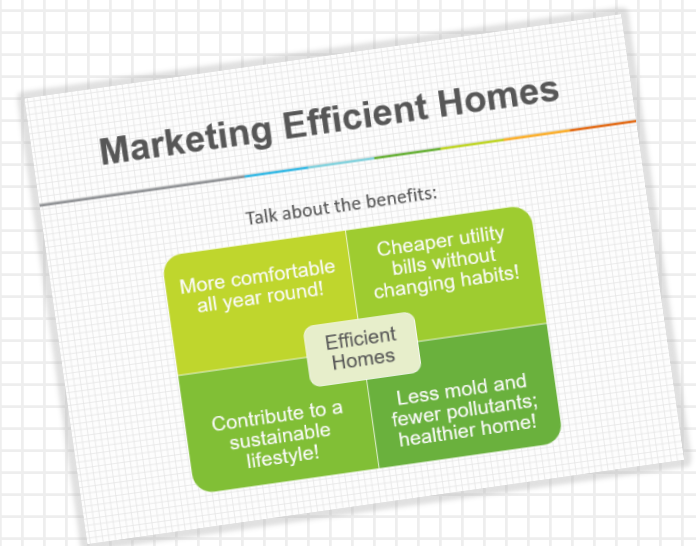 Marketing Efficient Homes
Talk about the benefits:
More comfortable
all year round!
Cheaper utility
bills without
changing habits!
Efficient
Homes
Contribute to a
sustainable
lifestyle!
Less mold and
fewer pollutants;
healthier home!